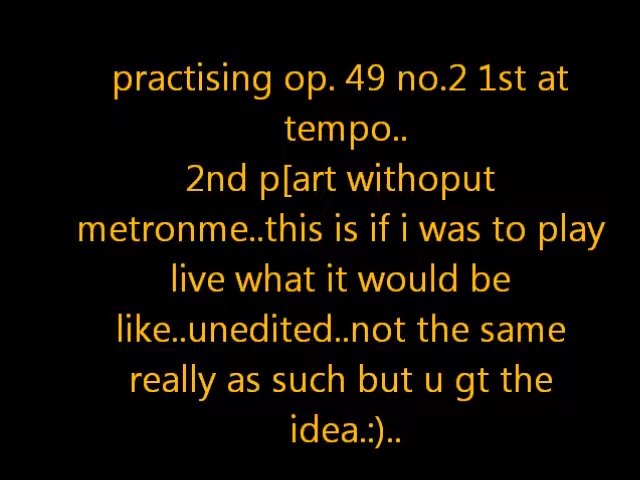 practising op. 49 no.2 1st at
tempo..
2nd p[art withoput
metronme..this is if i was to play
live what it would be
like..unedited..not the same
really as such but u gt the
idea.:)..